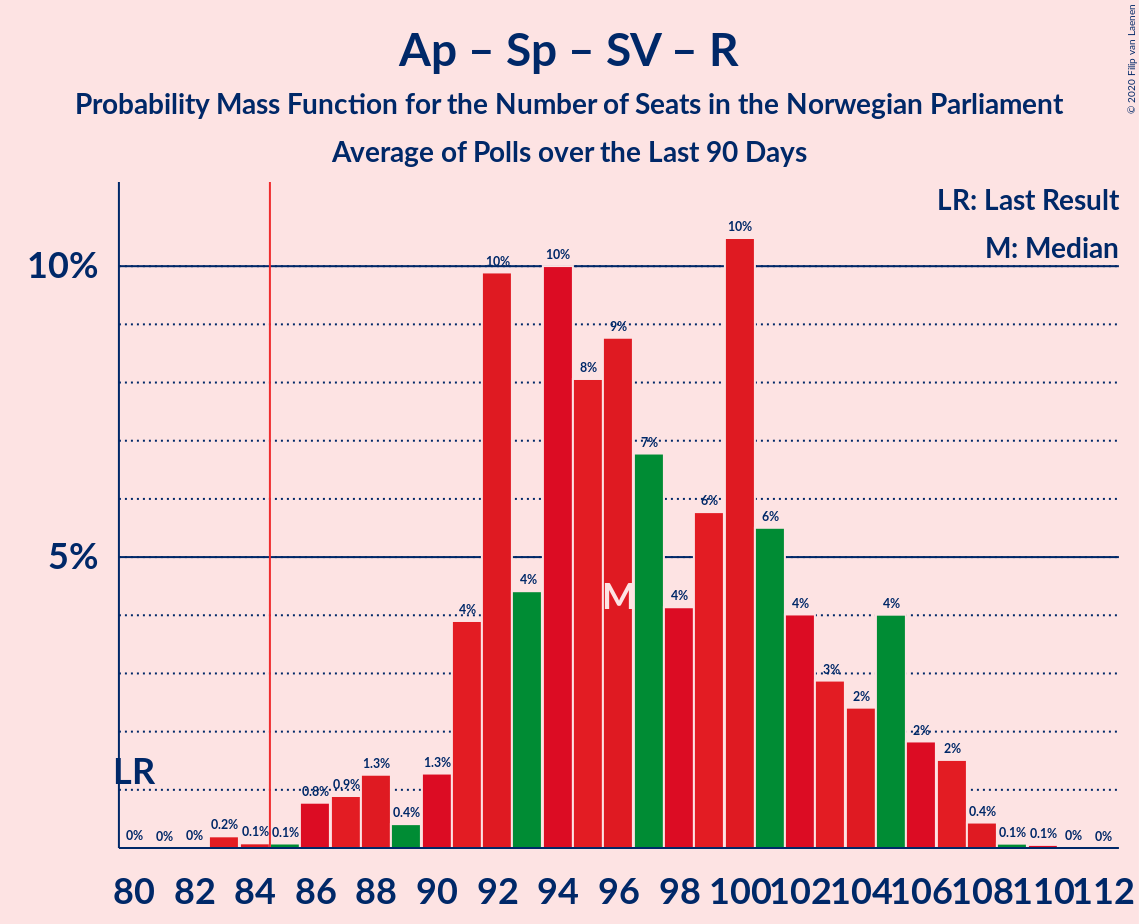 Ap – Sp – SV – R
Probability Mass Function for the Number of Seats in the Norwegian Parliament
Average of Polls over the Last 90 Days
© 2020 Filip van Laenen
LR: Last Result
M: Median
10%
5%
LR
M
0% 0% 0% 0.2% 0.1% 0.1% 0.8% 0.9% 1.3% 0.4% 1.3% 4% 10% 4% 10% 8% 9% 7% 4% 6% 10% 6% 4% 3% 2% 4% 2% 2% 0.4% 0.1% 0.1% 0% 0%
80 82 84 86 88 90 92 94 96 98 100 102 104 106 108 110 112